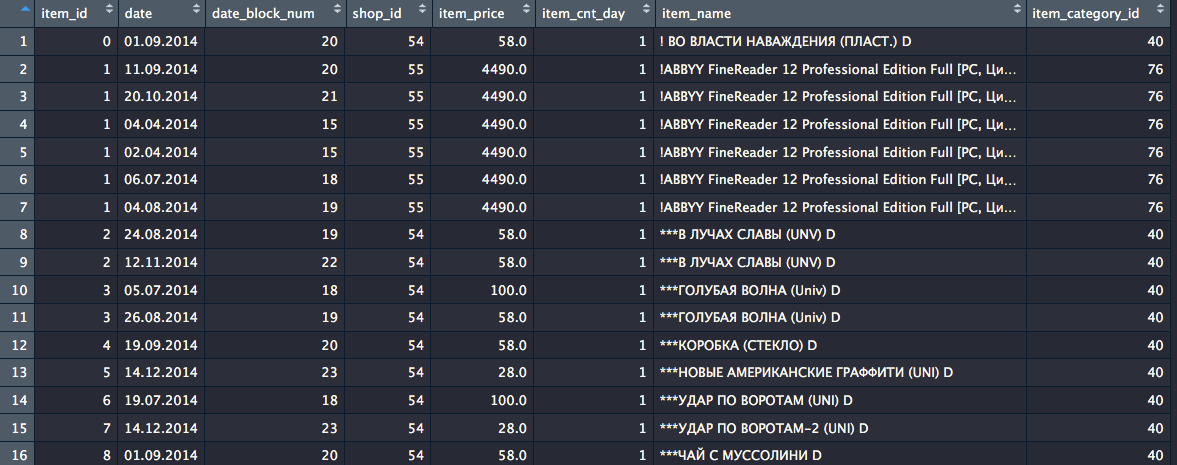 item_id date date_block_num shop_id item_price item_cnt_day item_name item_category_id
1 0 01.09.2014 20 54 58.0 1 ! ВО ВЛАСТИ НАВАЖДЕНИЯ (ПЛАСТ.) D 40
2 1 11.09.2014 20 55 4490.0 1 !ABBYY FineReader 12 Professional Edition Full [PC, Ци... 76
3 1 20.10.2014 21 55 4490.0 1 !ABBYY FineReader 12 Professional Edition Full [PC, Ци... 76
4 1 04.04.2014 15 55 4490.0 1 !ABBYY FineReader 12 Professional Edition Full [PC, Ци... 76
5 1 02.04.2014 15 55 4490.0 1 !ABBYY FineReader 12 Professional Edition Full [PC, Ци... 76
6 1 06.07.2014 18 55 4490.0 1 !ABBYY FineReader 12 Professional Edition Full [PC, Ци... 76
7 1 04.08.2014 19 55 4490.0 1 !ABBYY FineReader 12 Professional Edition Full [PC, Ци... 76
8 2 24.08.2014 19 54 58.0 1 ***В ЛУЧАХ СЛАВЫ (UNV) D 40
9 2 12.11.2014 22 54 58.0 1 ***В ЛУЧАХ СЛАВЫ (UNV) D 40
10 3 05.07.2014 18 54 100.0 1 ***ГОЛУБАЯ ВОЛНА (Univ) D 40
11 3 26.08.2014 19 54 58.0 1 ***ГОЛУБАЯ ВОЛНА (Univ) D 40
12 4 19.09.2014 20 54 58.0 1 ***КОРОБКА (СТЕКЛО) D 40
13 5 14.12.2014 23 54 28.0 1 ***НОВЫЕ АМЕРИКАНСКИЕ ГРАФФИТИ (UNI) D 40
14 6 19.07.2014 18 54 100.0 1 ***УДАР ПО ВОРОТАМ (UNI) D 40
15 7 14.12.2014 23 54 28.0 1 ***УДАР ПО ВОРОТАМ-2 (UNI) D 40
16 8 01.09.2014 20 54 58.0 1 ***ЧАЙ С МУССОЛИНИ D 40